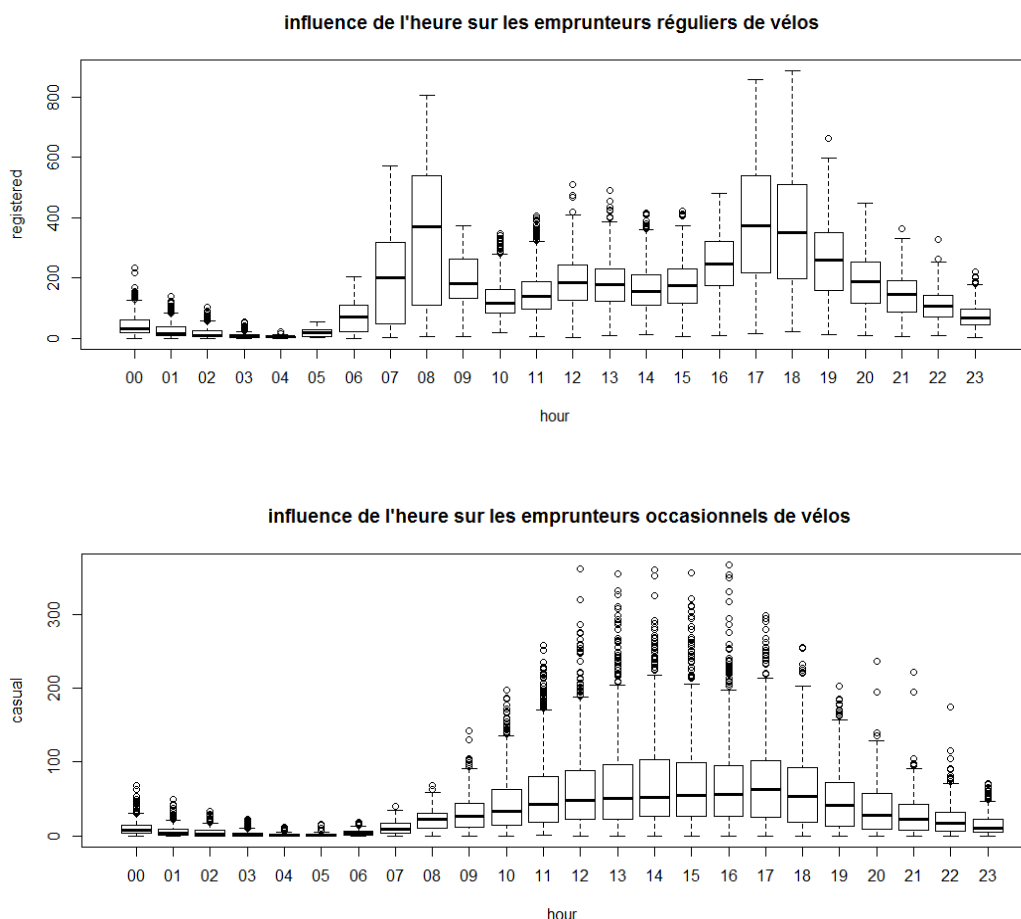 influence de l'heure sur les emprunteurs réguliers de vélos
800
600
400
200
0
registered
00 01 02 03 04 05 06 07 08 09 10 11 12 13 14 15 16 17 18 19 20 21 22 23
hour
influence de l'heure sur les emprunteurs occasionnels de vélos
300
200
100
0
casual
00 01 02 03 04 05 06 07 08 09 10 11 12 13 14 15 16 17 18 19 20 21 22 23
hour